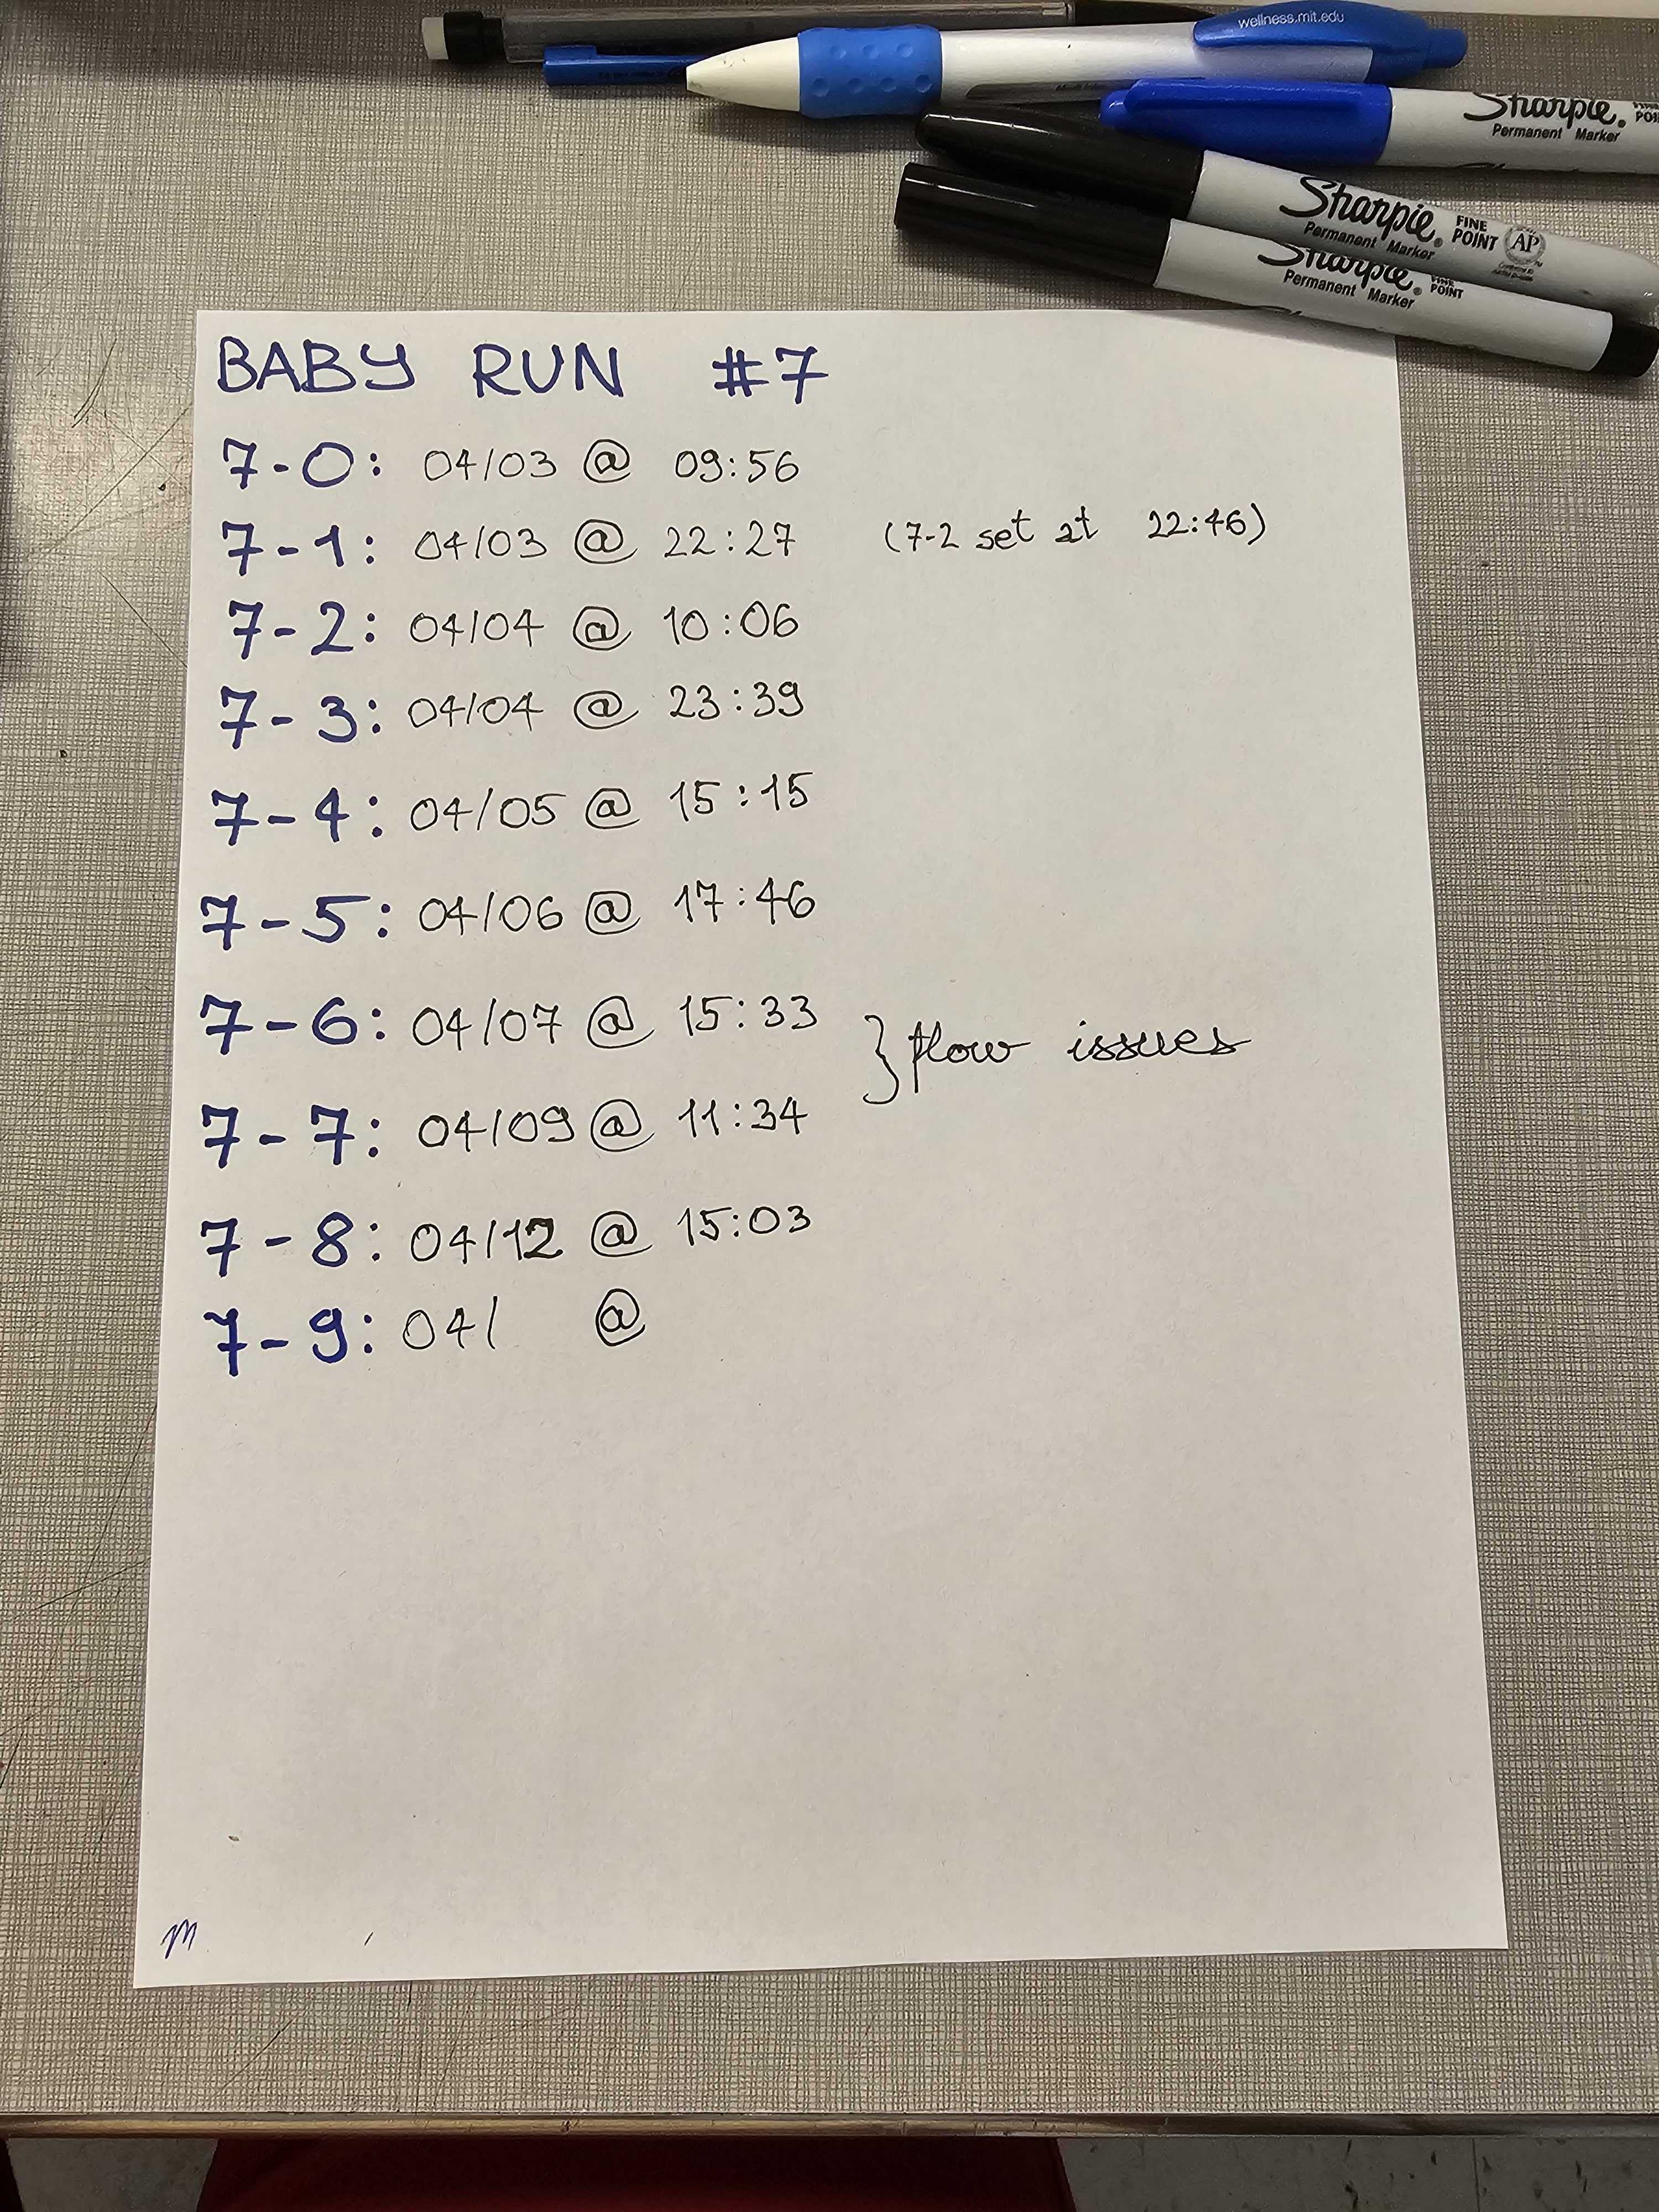 wellness.mit.edu
Sharpie.
Permanent Marker
Sharpie. FINE POINT AP
Permanent Marker
Sharpie. FINE POINT
Permanent Marker
BABY RUN #7
7-0: 04/03 @ 09:56
7-1: 04/03 @ 22:27 (7-2 set at 22:46)
7-2: 04/04 @ 10:06
7-3: 04/04 @ 23:39
7-4: 04/05 @ 15:15
7-5: 04/06 @ 17:46
7-6: 04/07 @ 15:33
} flow issues
7-7: 04/09 @ 11:34
7-8: 04/12 @ 15:03
7-9: 04/ @
m